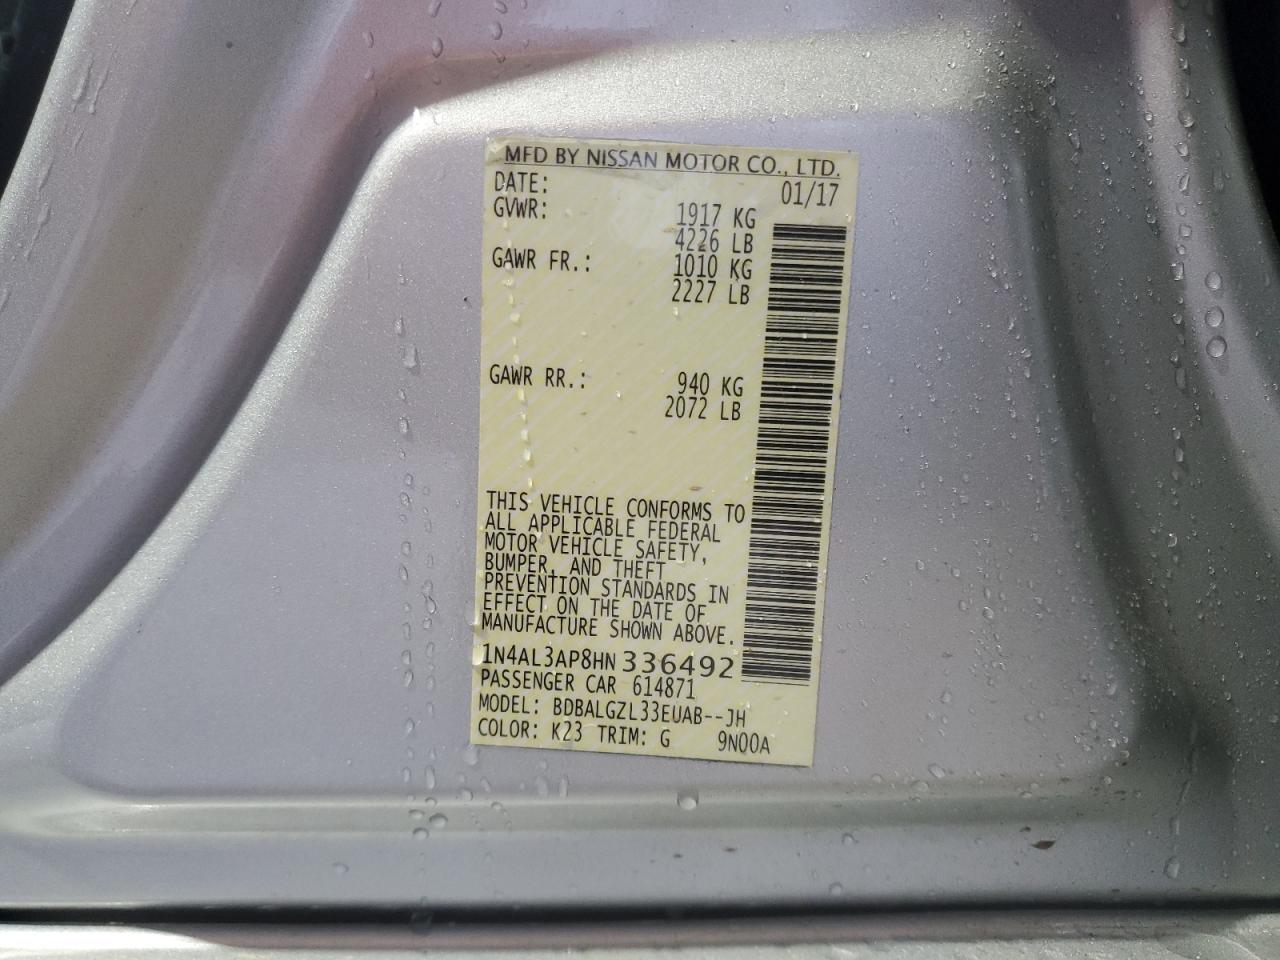 MFD BY NISSAN MOTOR CO., LTD.
DATE: 01/17
GVWR: 1917 KG
4226 LB
GAWR FR.: 1010 KG
2227 LB
GAWR RR.: 940 KG
2072 LB
THIS VEHICLE CONFORMS TO
ALL APPLICABLE FEDERAL
MOTOR VEHICLE SAFETY,
BUMPER, AND THEFT
PREVENTION STANDARDS IN
EFFECT ON THE DATE OF
MANUFACTURE SHOWN ABOVE.
1N4AL3AP8HN 336492
PASSENGER CAR 614871
MODEL: BDBALGZL33EUAB--JH
COLOR: K23 TRIM: G 9N00A